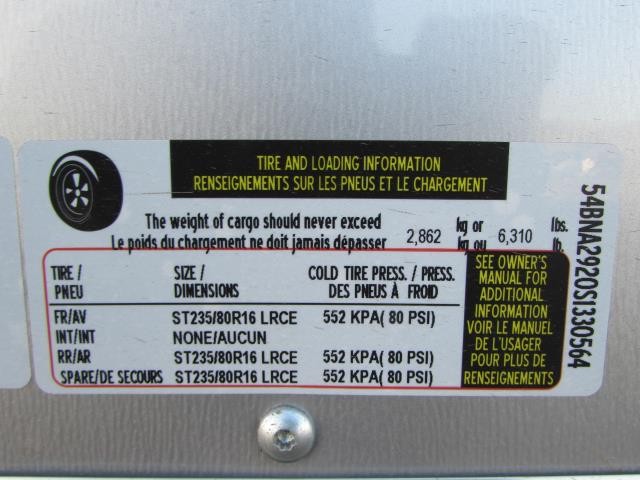 TIRE AND LOADING INFORMATION
RENSEIGNEMENTS SUR LES PNEUS ET LE CHARGEMENT
The weight of cargo should never exceed 2,862 kg or 6,310 lbs.
Le poids du chargement ne doit jamais dépasser kg ou lb.
TIRE / SIZE / COLD TIRE PRESS. / PRESS.
PNEU DIMENSIONS DES PNEUS À FROID
FR/AV ST235/80R16 LRCE 552 KPA( 80 PSI)
INT/INT NONE/AUCUN
RR/AR ST235/80R16 LRCE 552 KPA( 80 PSI)
SPARE/DE SECOURS ST235/80R16 LRCE 552 KPA( 80 PSI)
SEE OWNER'S
MANUAL FOR
ADDITIONAL
INFORMATION
VOIR LE MANUEL
DE L'USAGER
POUR PLUS DE
RENSEIGNEMENTS
54BNA2920S1330564